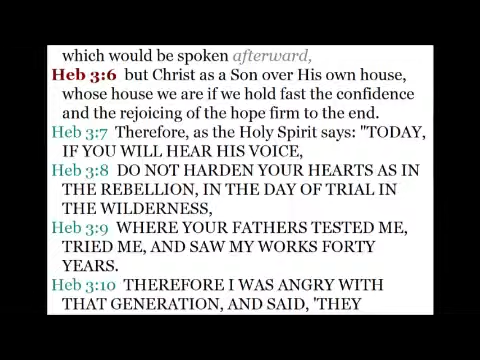 which would be spoken afterward,
Heb 3:6 but Christ as a Son over His own house,
whose house we are if we hold fast the confidence
and the rejoicing of the hope firm to the end.
Heb 3:7 Therefore, as the Holy Spirit says: "TODAY,
IF YOU WILL HEAR HIS VOICE,
Heb 3:8 DO NOT HARDEN YOUR HEARTS AS IN
THE REBELLION, IN THE DAY OF TRIAL IN
THE WILDERNESS,
Heb 3:9 WHERE YOUR FATHERS TESTED ME,
TRIED ME, AND SAW MY WORKS FORTY
YEARS.
Heb 3:10 THEREFORE I WAS ANGRY WITH
THAT GENERATION, AND SAID, 'THEY